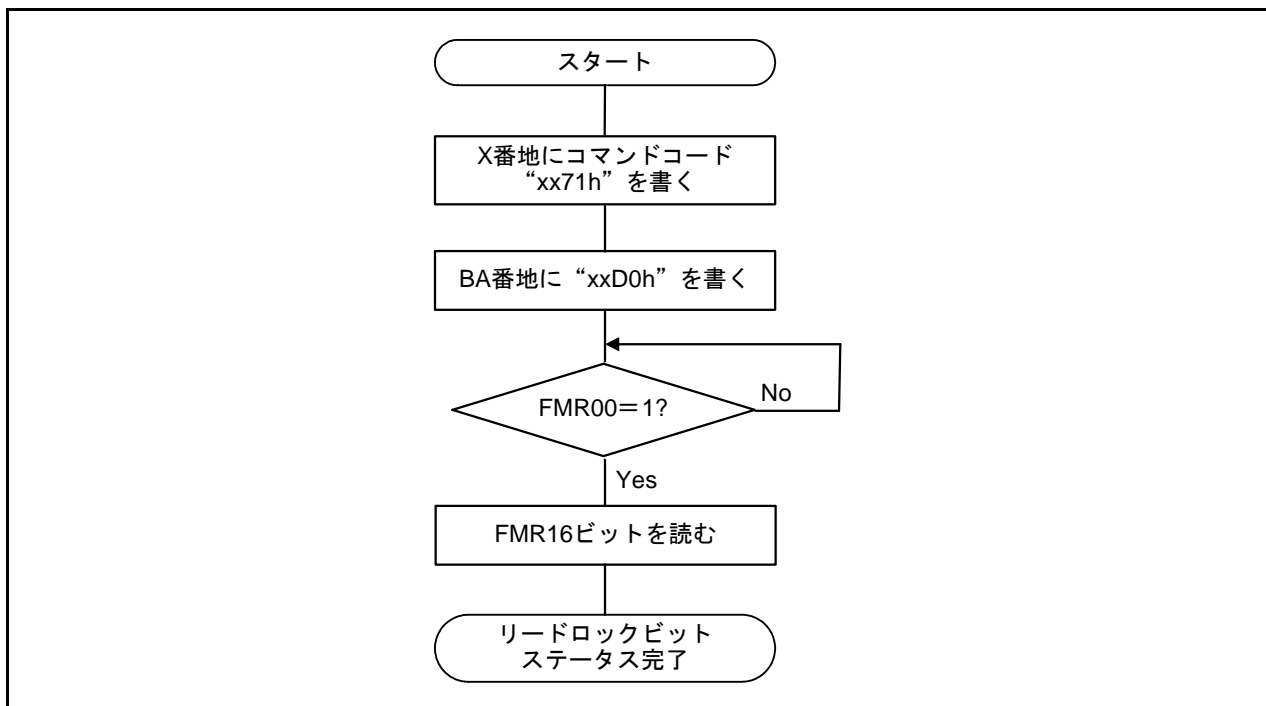 スタート
X番地にコマンドコード
“xx71h”を書く
BA番地に“xxD0h”を書く
FMR00＝1?
No
Yes
FMR16ビットを読む
リードロックビット
ステータス完了